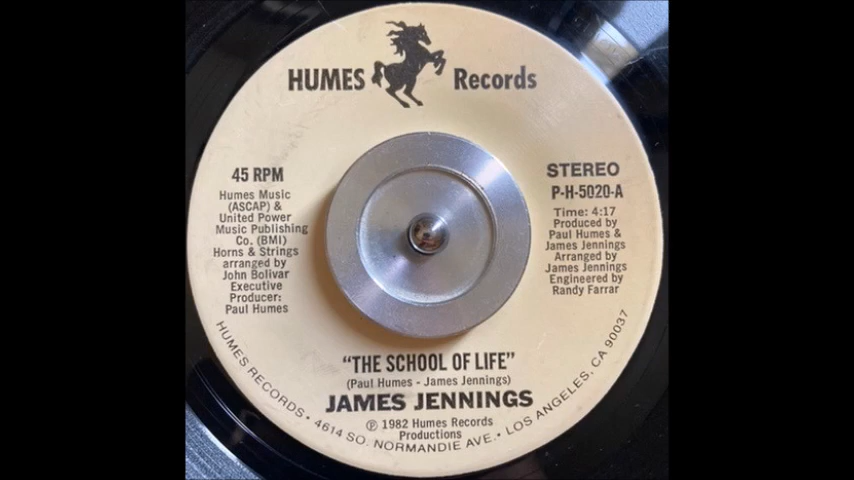 HUMES Records
45 RPM
Humes Music
(ASCAP) &
United Power
Music Publishing
Co. (BMI)
Horns & Strings
arranged by
John Bolivar
Executive
Producer:
Paul Humes
STEREO
P-H-5020-A
Time: 4:17
Produced by
Paul Humes &
James Jennings
Arranged by
James Jennings
Engineered by
Randy Farrar
"THE SCHOOL OF LIFE"
(Paul Humes - James Jennings)
JAMES JENNINGS
℗ 1982 Humes Records
Productions
HUMES RECORDS • 4614 SO. NORMANDIE AVE. • LOS ANGELES, CA 90037